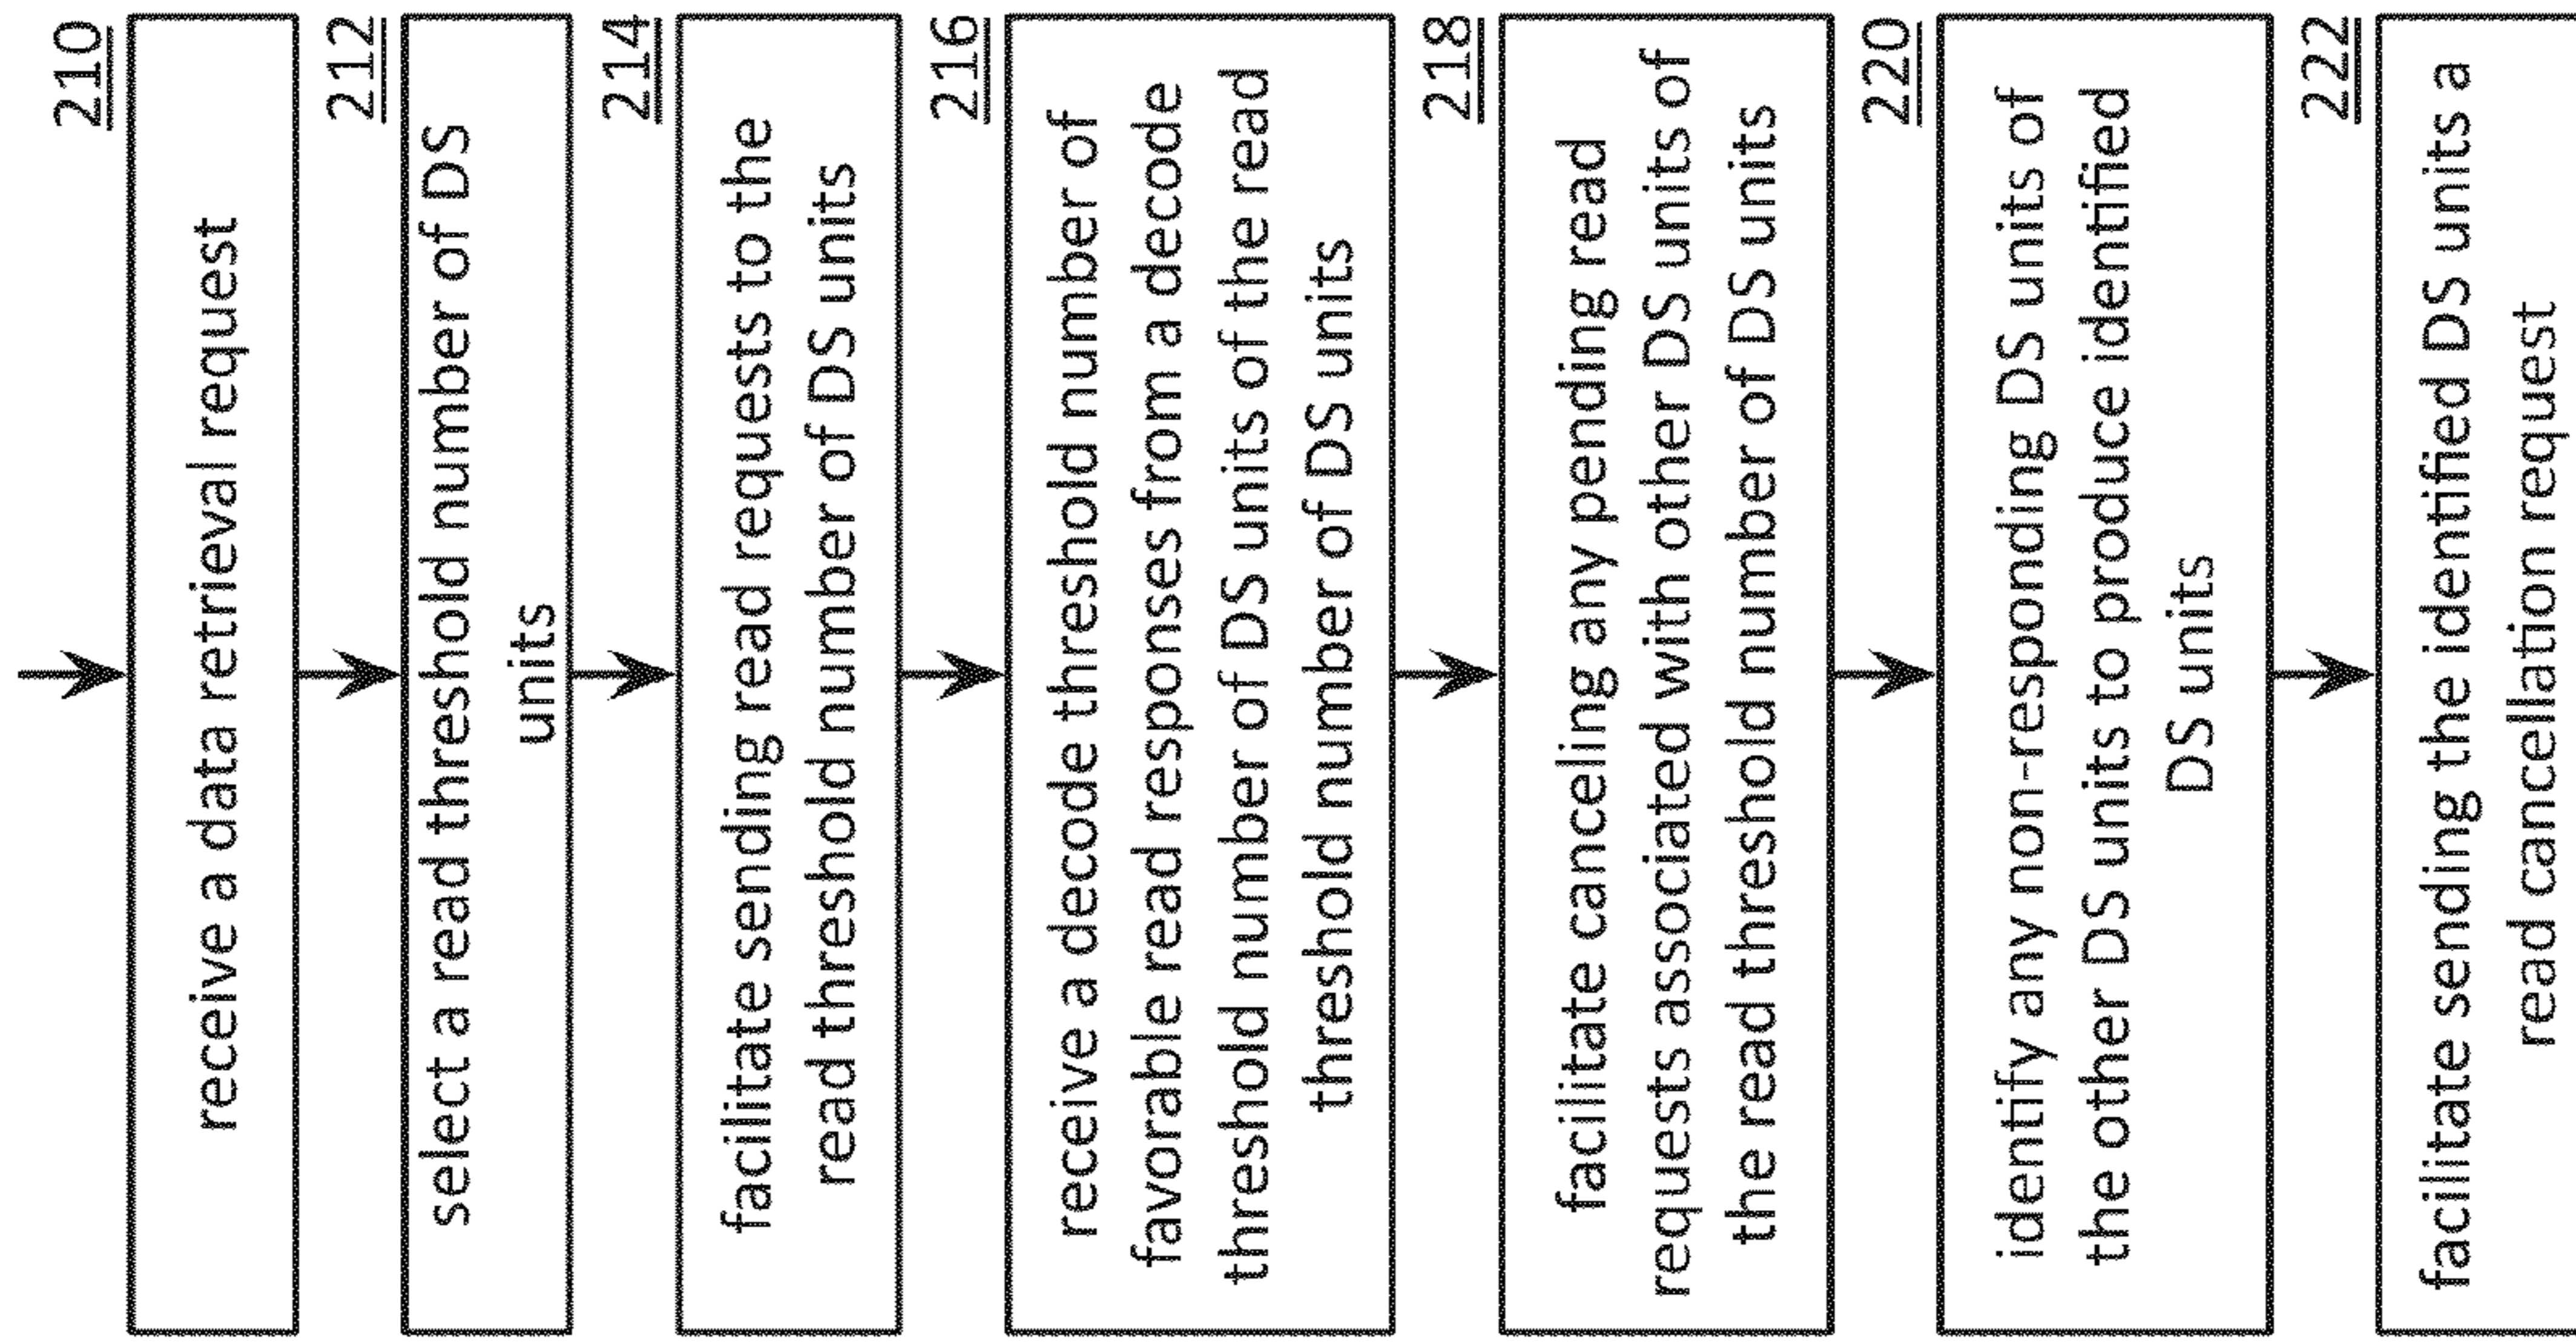 210
receive a data retrieval request
212
select a read threshold number of DS
units
214
facilitate sending read requests to the
read threshold number of DS units
216
receive a decode threshold number of
favorable read responses from a decode
threshold number of DS units of the read
threshold number of DS units
218
facilitate canceling any pending read
requests associated with other DS units of
the read threshold number of DS units
220
identify any non-responding DS units of
the other DS units to produce identified
DS units
222
facilitate sending the identified DS units a
read cancellation request